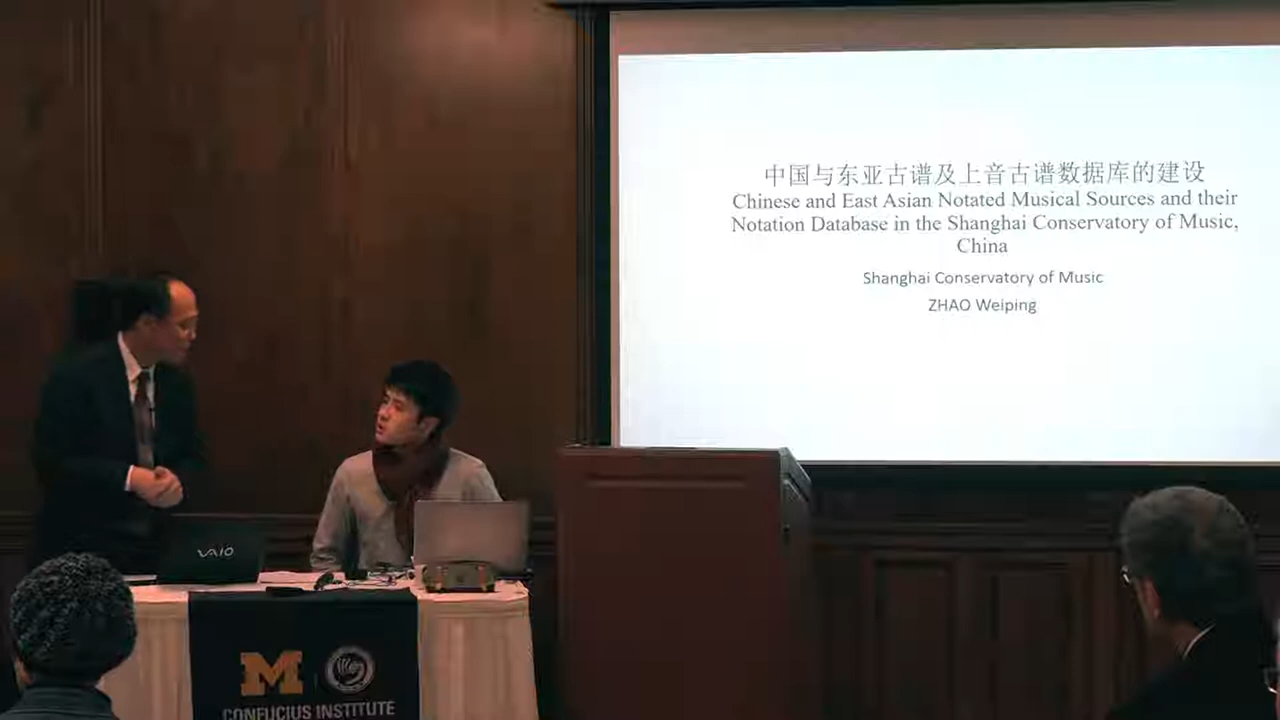 中国与东亚古谱及上音古谱数据库的建设
Chinese and East Asian Notated Musical Sources and their
Notation Database in the Shanghai Conservatory of Music,
China
Shanghai Conservatory of Music
ZHAO Weiping
VAIO
M
CONFUCIUS INSTITUTE